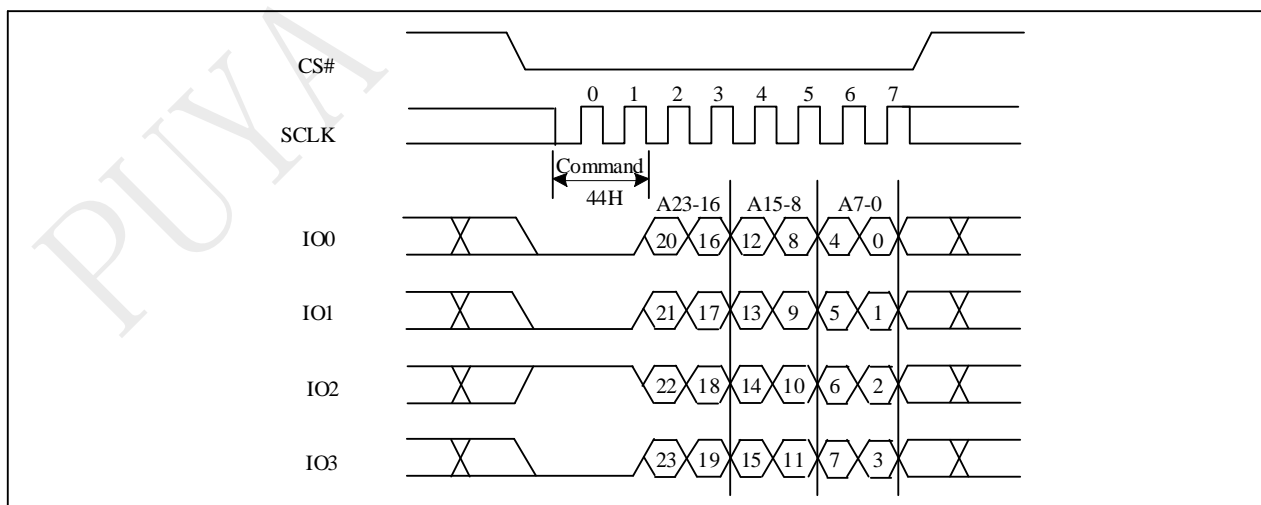 PUYA
CS#
0 1 2 3 4 5 6 7
SCLK
Command
44H
A23-16 A15-8 A7-0
IO0 20 16 12 8 4 0
IO1 21 17 13 9 5 1
IO2 22 18 14 10 6 2
IO3 23 19 15 11 7 3